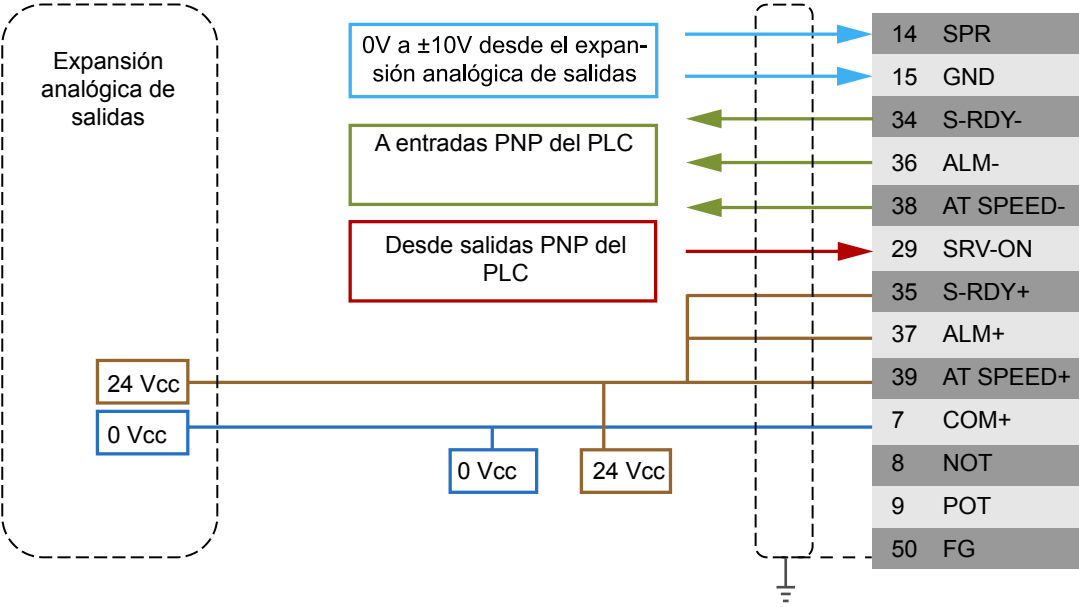 Expansión
analógica de
salidas
0V a ±10V desde el expan-
sión analógica de salidas
A entradas PNP del PLC
Desde salidas PNP del
PLC
24 Vcc
0 Vcc
0 Vcc
24 Vcc
14 SPR
15 GND
34 S-RDY-
36 ALM-
38 AT SPEED-
29 SRV-ON
35 S-RDY+
37 ALM+
39 AT SPEED+
7 COM+
8 NOT
9 POT
50 FG